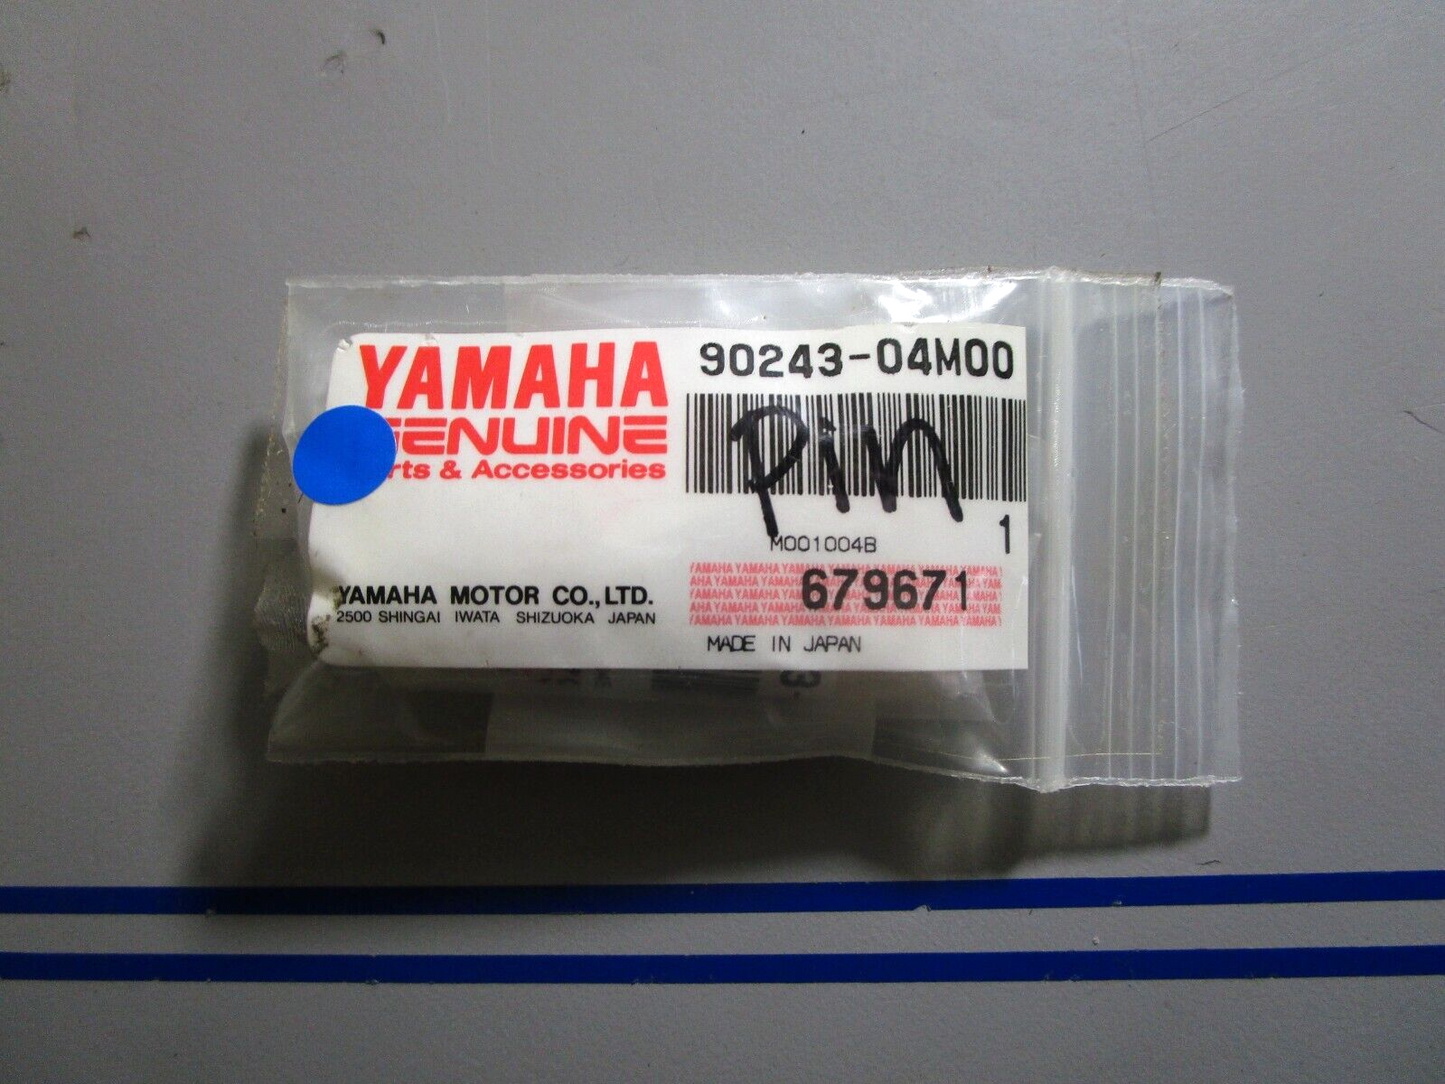 YAMAHA
GENUINE
Parts & Accessories
90243-04M00
Pin
1
M001004B
679671
YAMAHA MOTOR CO.,LTD.
2500 SHINGAI IWATA SHIZUOKA JAPAN
MADE IN JAPAN